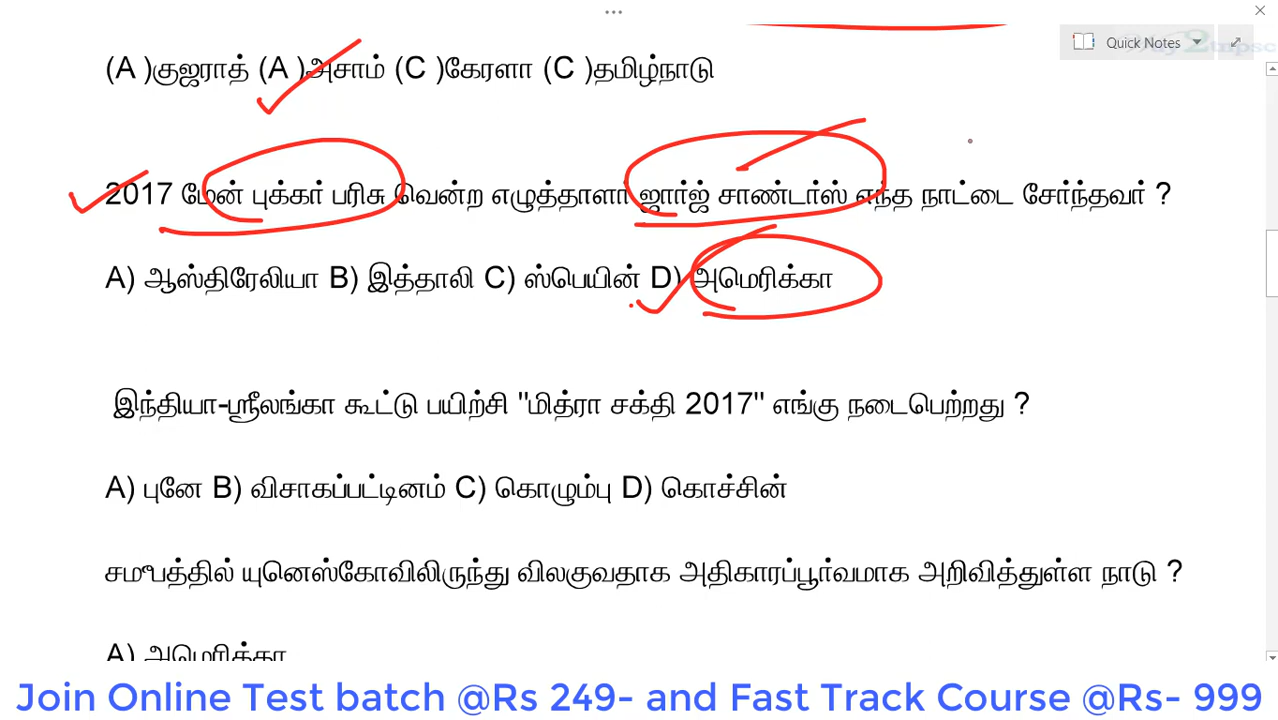 Quick Notes
(A )குஜராத் (A )அசாம் (C )கேரளா (C )தமிழ்நாடு
2017 மேன் புக்கர் பரிசு வென்ற எழுத்தாளர் ஜார்ஜ் சாண்டர்ஸ் எந்த நாட்டை சேர்ந்தவர் ?
A) ஆஸ்திரேலியா B) இத்தாலி C) ஸ்பெயின் D) அமெரிக்கா
இந்தியா-ஸ்ரீலங்கா கூட்டு பயிற்சி "மித்ரா சக்தி 2017" எங்கு நடைபெற்றது ?
A) புனே B) விசாகப்பட்டினம் C) கொழும்பு D) கொச்சின்
சமீபத்தில் யுனெஸ்கோவிலிருந்து விலகுவதாக அதிகாரப்பூர்வமாக அறிவித்துள்ள நாடு ?
A) அமெரிக்கா
Join Online Test batch @Rs 249- and Fast Track Course @Rs- 999